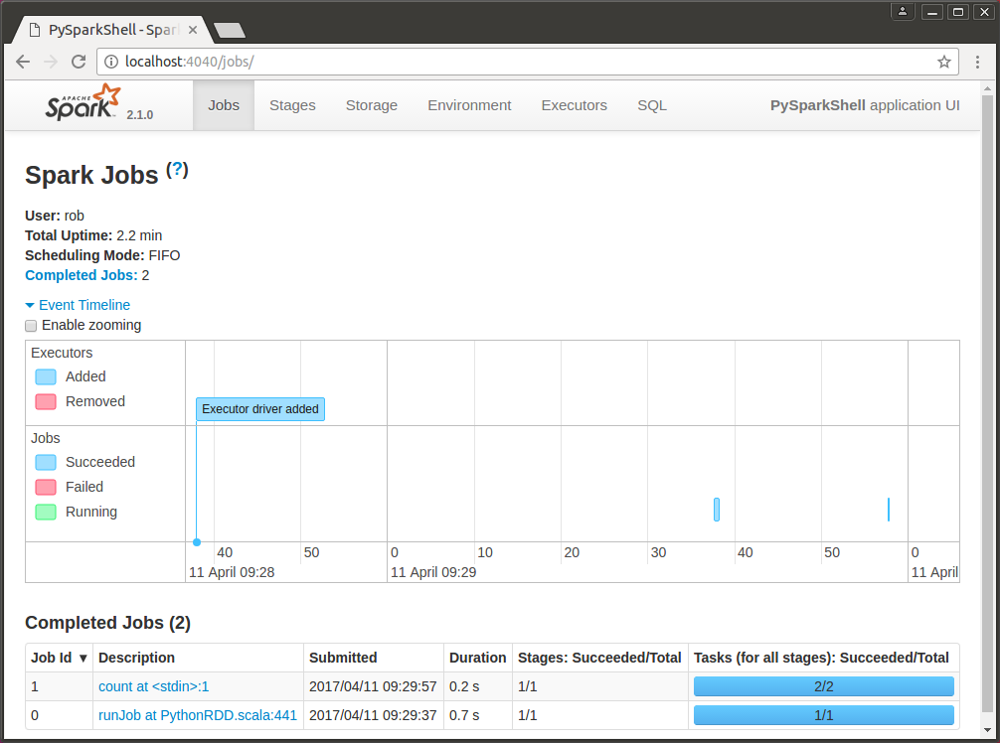 PySparkShell - Spar
localhost:4040/jobs/
APACHE
Spark™ 2.1.0 Jobs Stages Storage Environment Executors SQL PySparkShell application UI
Spark Jobs (?)
User: rob
Total Uptime: 2.2 min
Scheduling Mode: FIFO
Completed Jobs: 2
Event Timeline
Enable zooming
Executors
Added
Removed
Executor driver added
Jobs
Succeeded
Failed
Running
40 50 0 10 20 30 40 50 0
11 April 09:28 11 April 09:29 11 April
Completed Jobs (2)
Job Id ▾ Description Submitted Duration Stages: Succeeded/Total Tasks (for all stages): Succeeded/Total
1 count at <stdin>:1 2017/04/11 09:29:57 0.2 s 1/1 2/2
0 runJob at PythonRDD.scala:441 2017/04/11 09:29:37 0.7 s 1/1 1/1